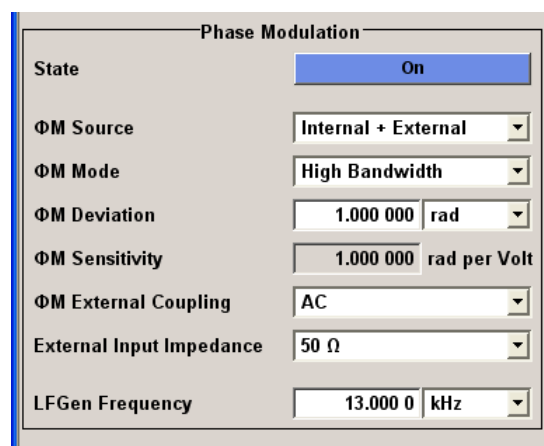 Phase Modulation
State On
ΦM Source Internal + External
ΦM Mode High Bandwidth
ΦM Deviation 1.000 000 rad
ΦM Sensitivity 1.000 000 rad per Volt
ΦM External Coupling AC
External Input Impedance 50 Ω
LFGen Frequency 13.000 0 kHz